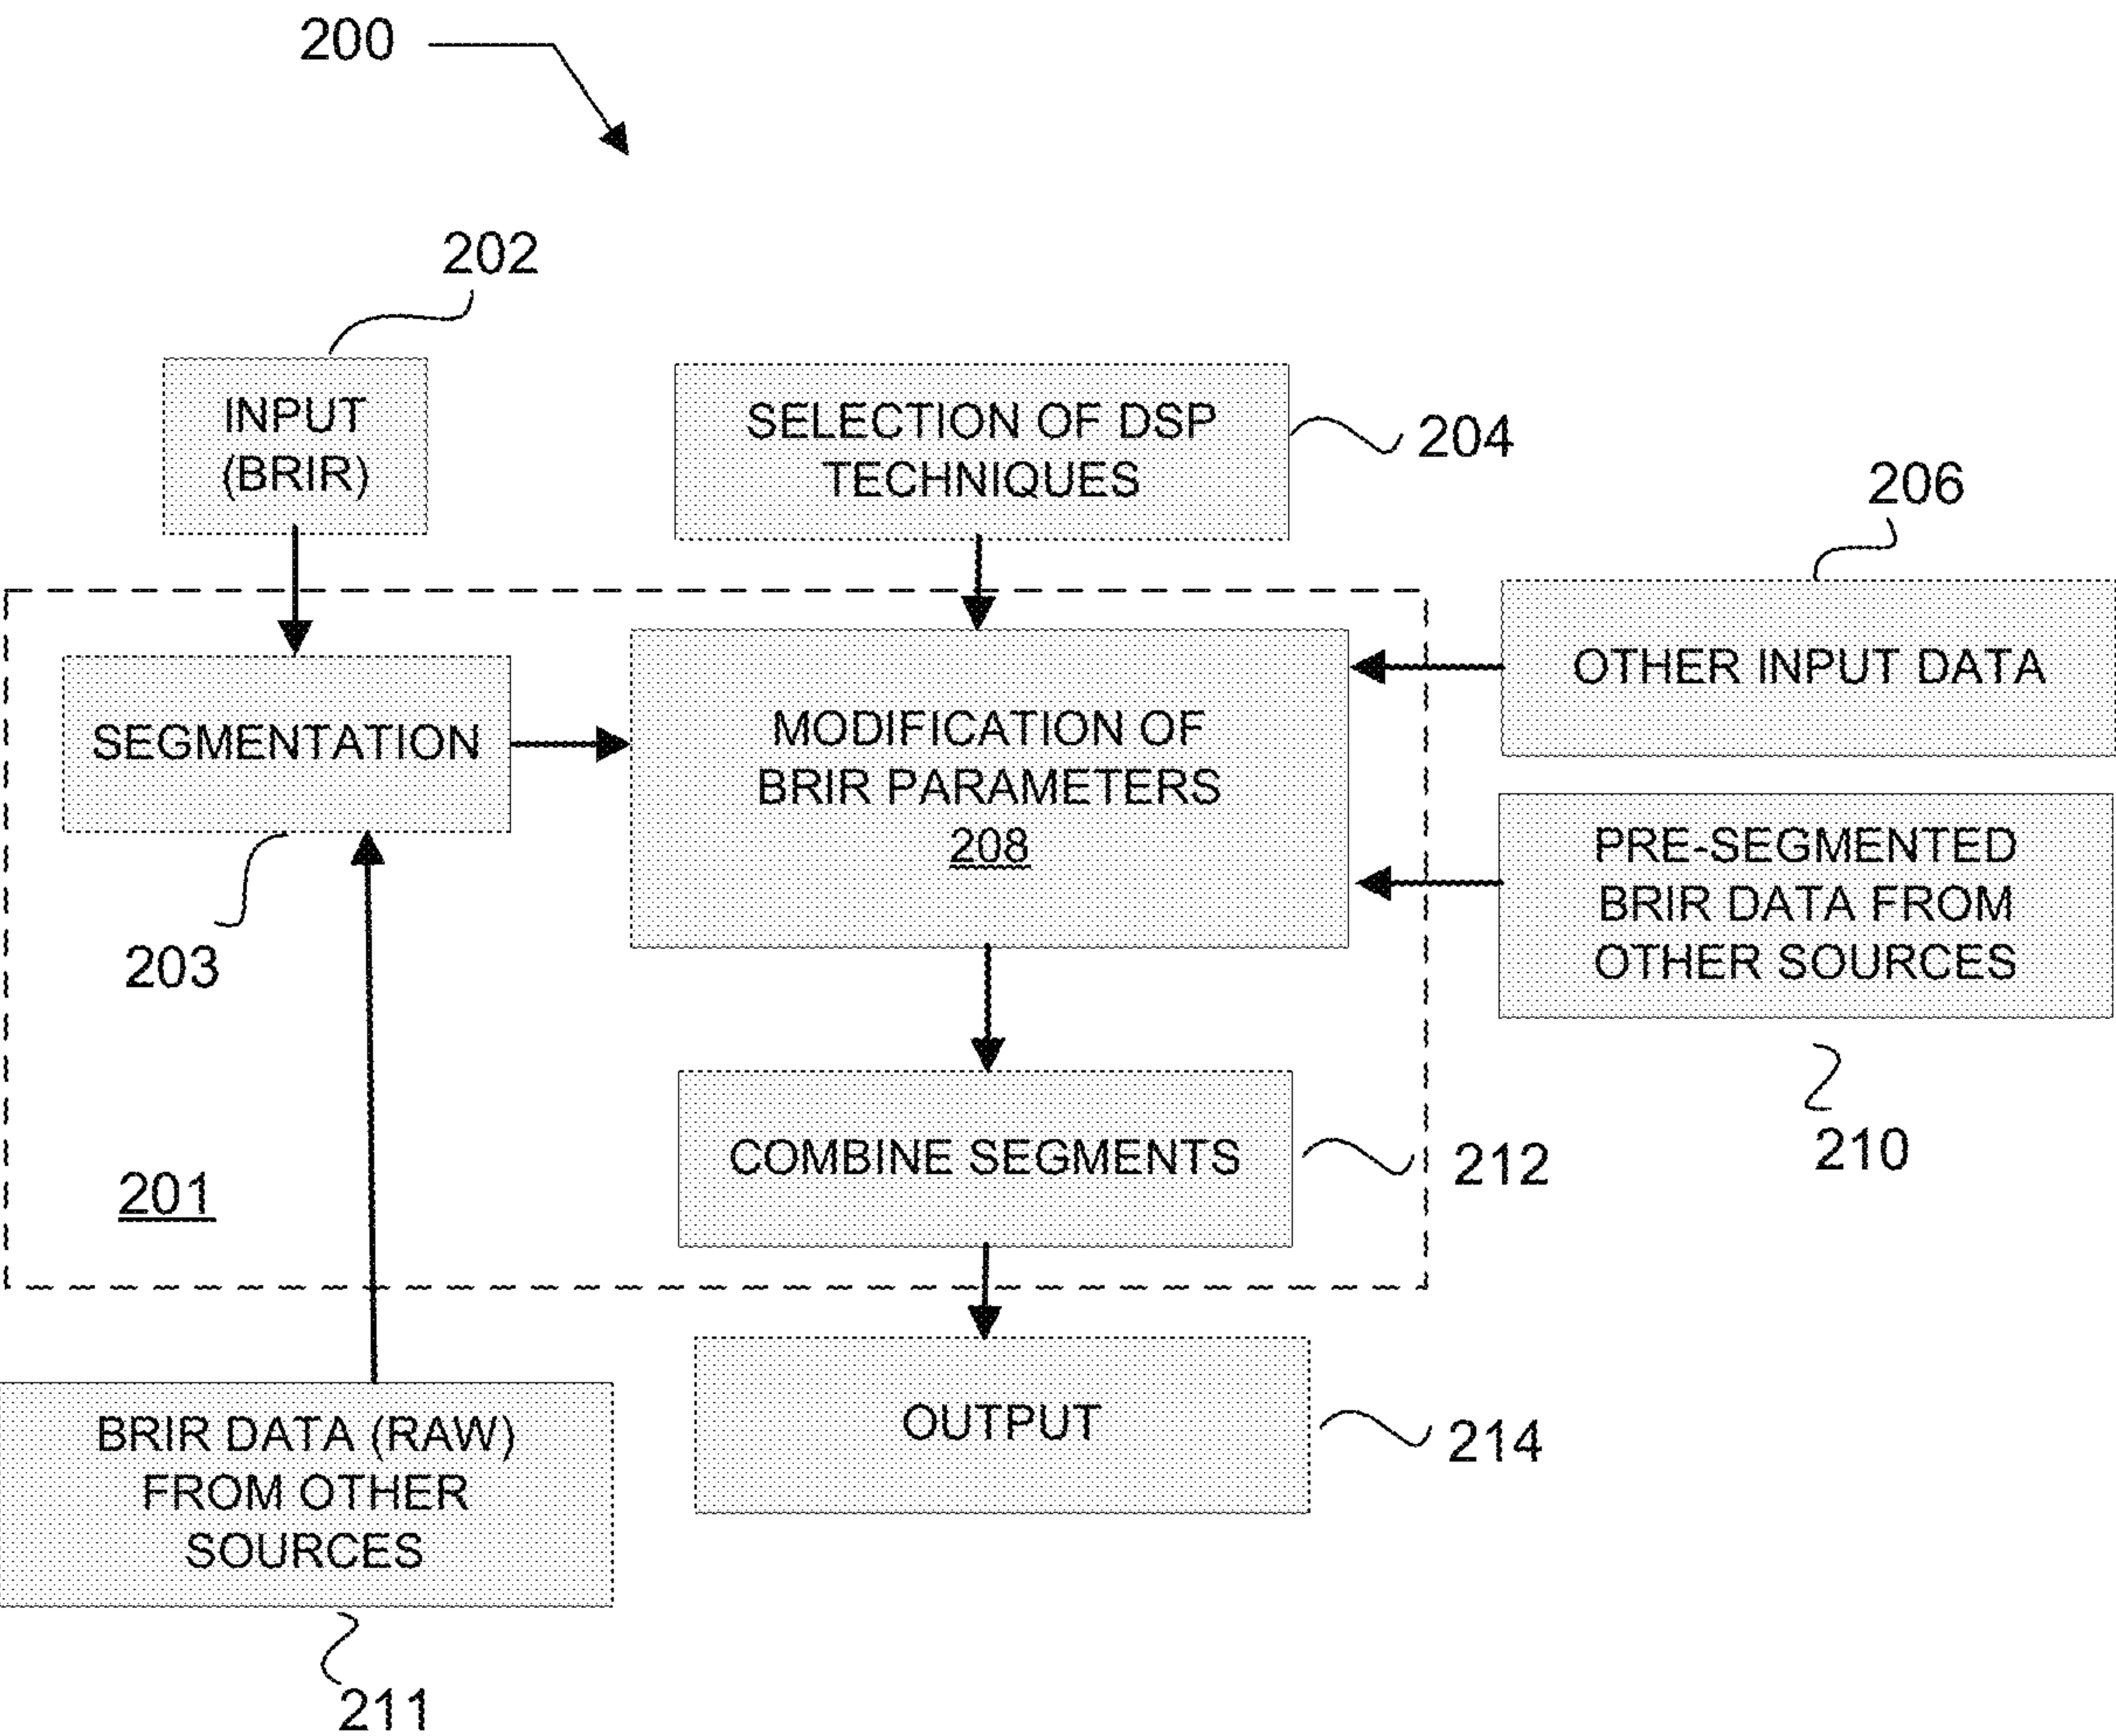 200
202
INPUT
(BRIR)
SELECTION OF DSP
TECHNIQUES
204
206
OTHER INPUT DATA
SEGMENTATION
203
MODIFICATION OF
BRIR PARAMETERS
208
PRE-SEGMENTED
BRIR DATA FROM
OTHER SOURCES
210
COMBINE SEGMENTS
212
201
OUTPUT
214
BRIR DATA (RAW)
FROM OTHER
SOURCES
211